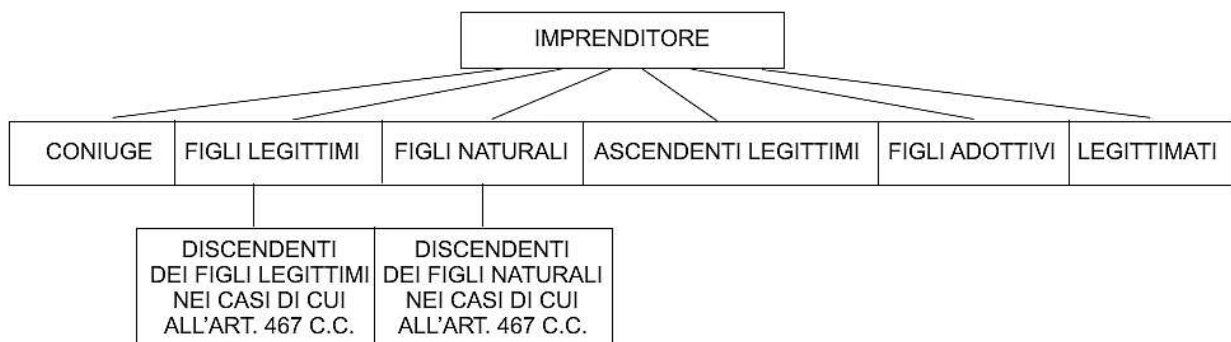 IMPRENDITORE
CONIUGE
FIGLI LEGITTIMI
FIGLI NATURALI
ASCENDENTI LEGITTIMI
FIGLI ADOTTIVI
LEGITTIMATI
DISCENDENTI
DEI FIGLI LEGITTIMI
NEI CASI DI CUI
ALL'ART. 467 C.C.
DISCENDENTI
DEI FIGLI NATURALI
NEI CASI DI CUI
ALL'ART. 467 C.C.